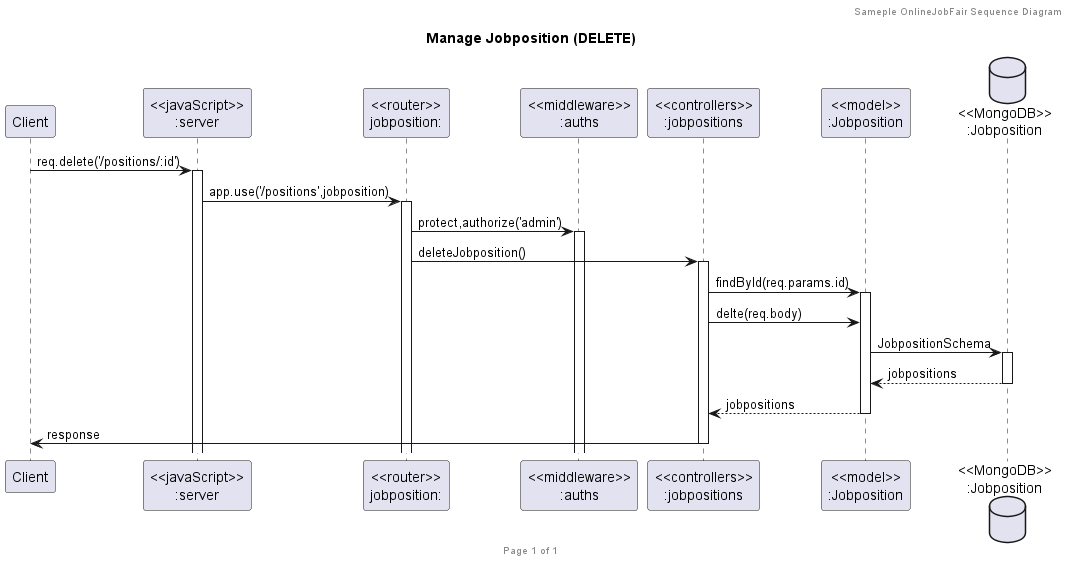 Sameple OnlineJobFair Sequence Diagram
Manage Jobposition (DELETE)
Client
<<javaScript>>
:server
<<router>>
jobposition:
<<middleware>>
:auths
<<controllers>>
:jobpositions
<<model>>
:Jobposition
<<MongoDB>>
:Jobposition
req.delete('/positions/:id')
app.use('/positions',jobposition)
protect,authorize('admin')
deleteJobposition()
findById(req.params.id)
delte(req.body)
JobpositionSchema
jobpositions
jobpositions
response
Client
<<javaScript>>
:server
<<router>>
jobposition:
<<middleware>>
:auths
<<controllers>>
:jobpositions
<<model>>
:Jobposition
<<MongoDB>>
:Jobposition
Page 1 of 1